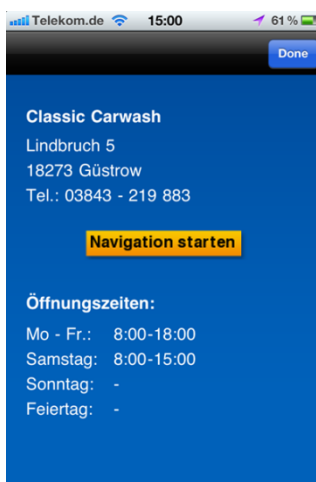 Telekom.de 15:00 61 %
Done
Classic Carwash
Lindbruch 5
18273 Güstrow
Tel.: 03843 - 219 883
Navigation starten
Öffnungszeiten:
Mo - Fr.: 8:00-18:00
Samstag: 8:00-15:00
Sonntag: -
Feiertag: -